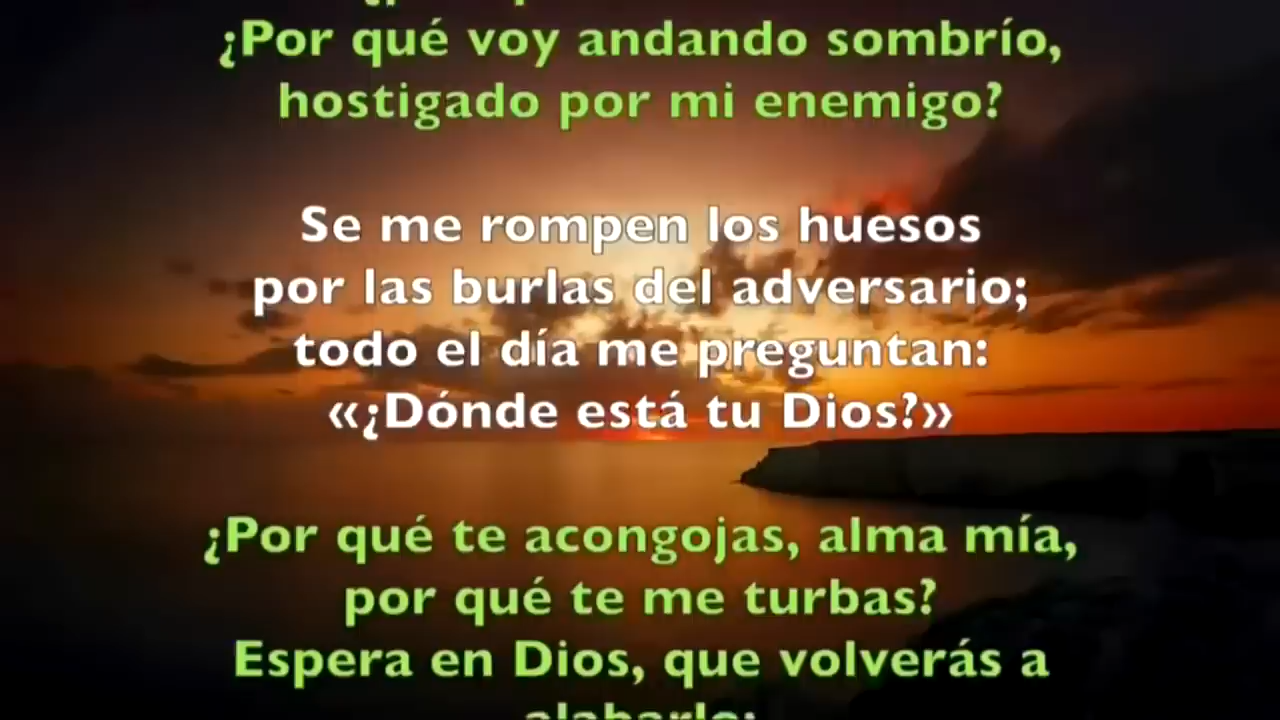 ¿Por qué voy andando sombrío,
hostigado por mi enemigo?
Se me rompen los huesos
por las burlas del adversario;
todo el día me preguntan:
«¿Dónde está tu Dios?»
¿Por qué te acongojas, alma mía,
por qué te me turbas?
Espera en Dios, que volverás a
alabarlo: